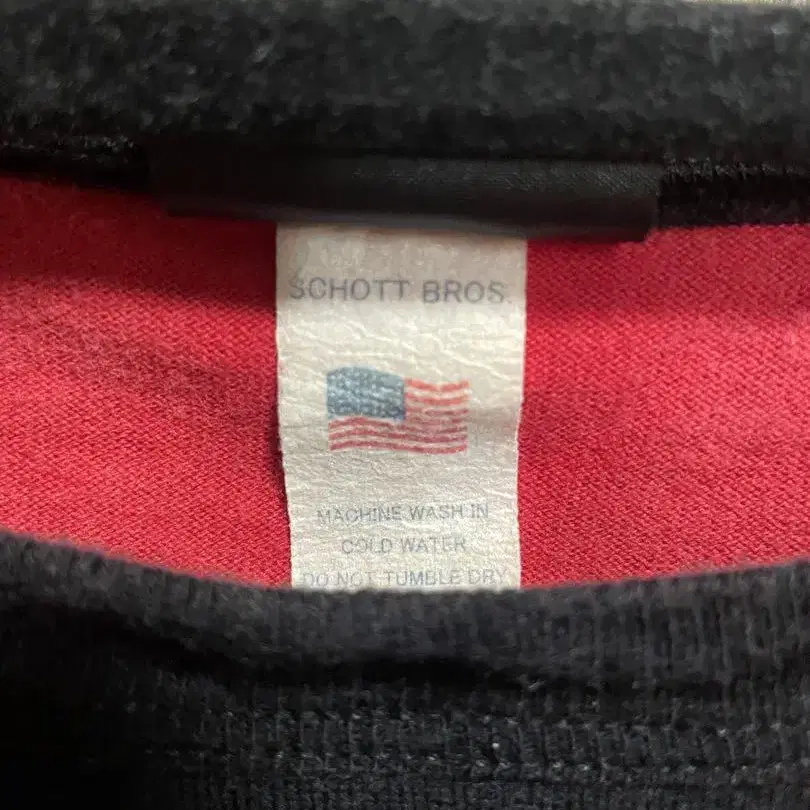 SCHOTT BROS.
MACHINE WASH IN
COLD WATER
DO NOT TUMBLE DRY